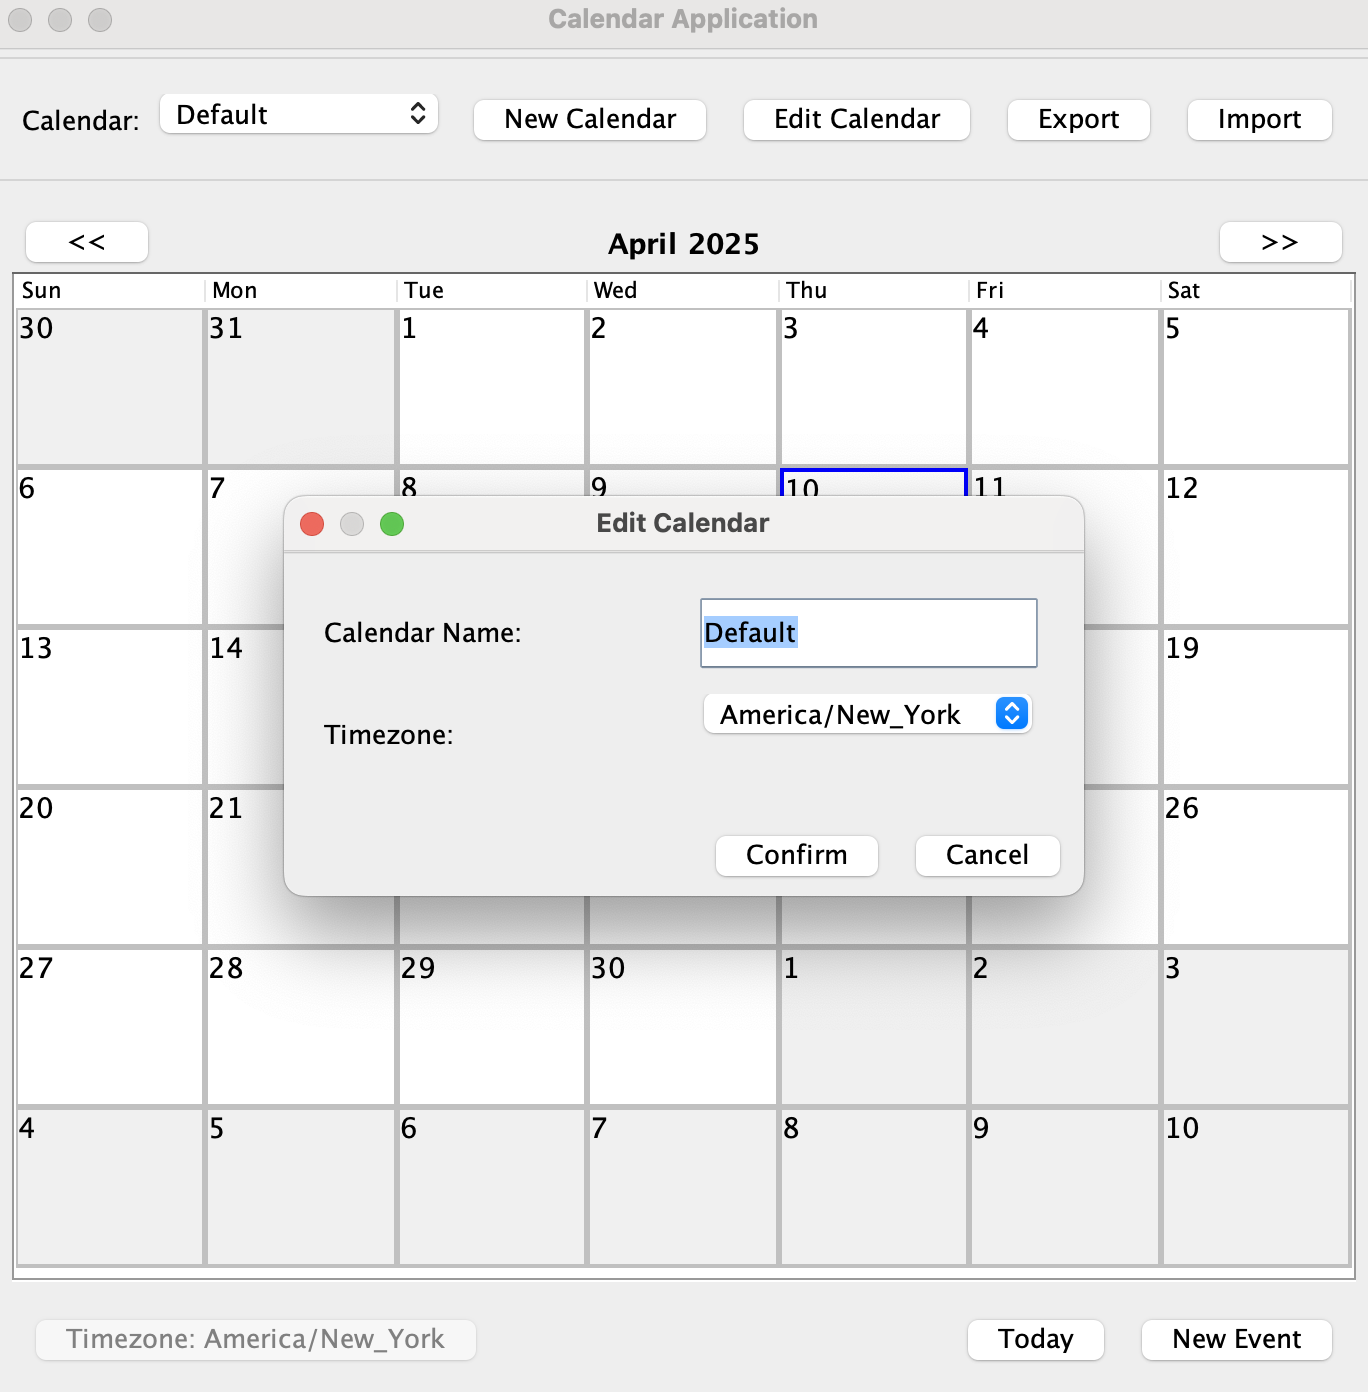 Calendar Application
Calendar: Default New Calendar Edit Calendar Export Import
<< April 2025 >>
Sun Mon Tue Wed Thu Fri Sat
30 31 1 2 3 4 5
6 7 8 9 10 11 12
Edit Calendar
Calendar Name: Default
13 14 19
Timezone: America/New_York
20 21 26
Confirm Cancel
27 28 29 30 1 2 3
4 5 6 7 8 9 10
Timezone: America/New_York Today New Event